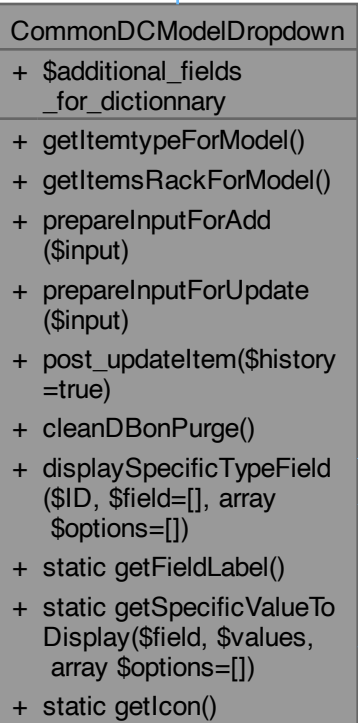 CommonDCModelDropdown
+ $additional_fields
_for_dictionnary
+ getItemtypeForModel()
+ getItemsRackForModel()
+ prepareInputForAdd
($input)
+ prepareInputForUpdate
($input)
+ post_updateItem($history
=true)
+ cleanDBonPurge()
+ displaySpecificTypeField
($ID, $field=[], array
$options=[])
+ static getFieldLabel()
+ static getSpecificValueTo
Display($field, $values,
array $options=[])
+ static getIcon()